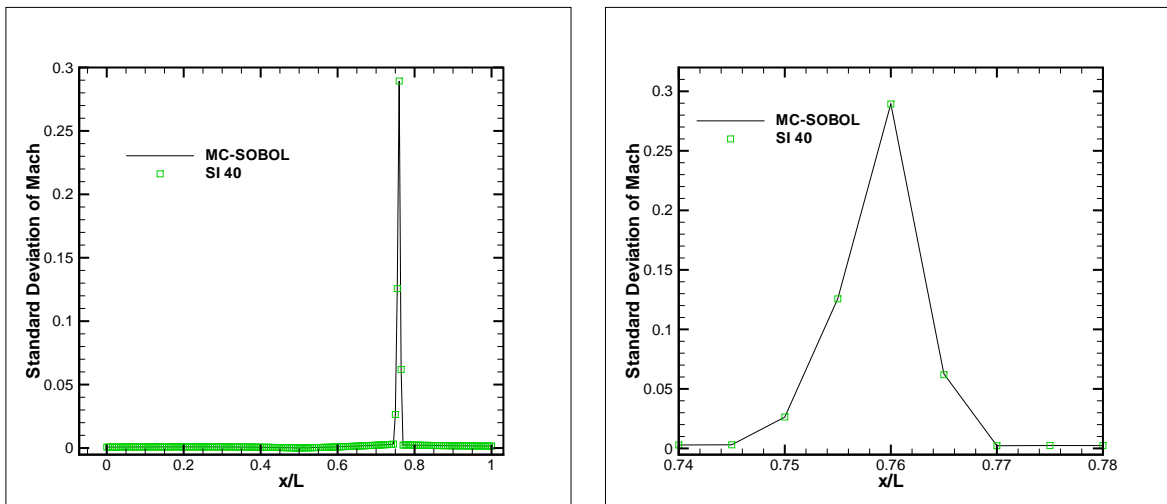 0.3
0.25
0.2
0.15
0.1
0.05
0
0 0.2 0.4 0.6 0.8 1
x/L
Standard Deviation of Mach
MC-SOBOL
SI 40
0.3
0.25
0.2
0.15
0.1
0.05
0
0.74 0.75 0.76 0.77 0.78
x/L
Standard Deviation of Mach
MC-SOBOL
SI 40